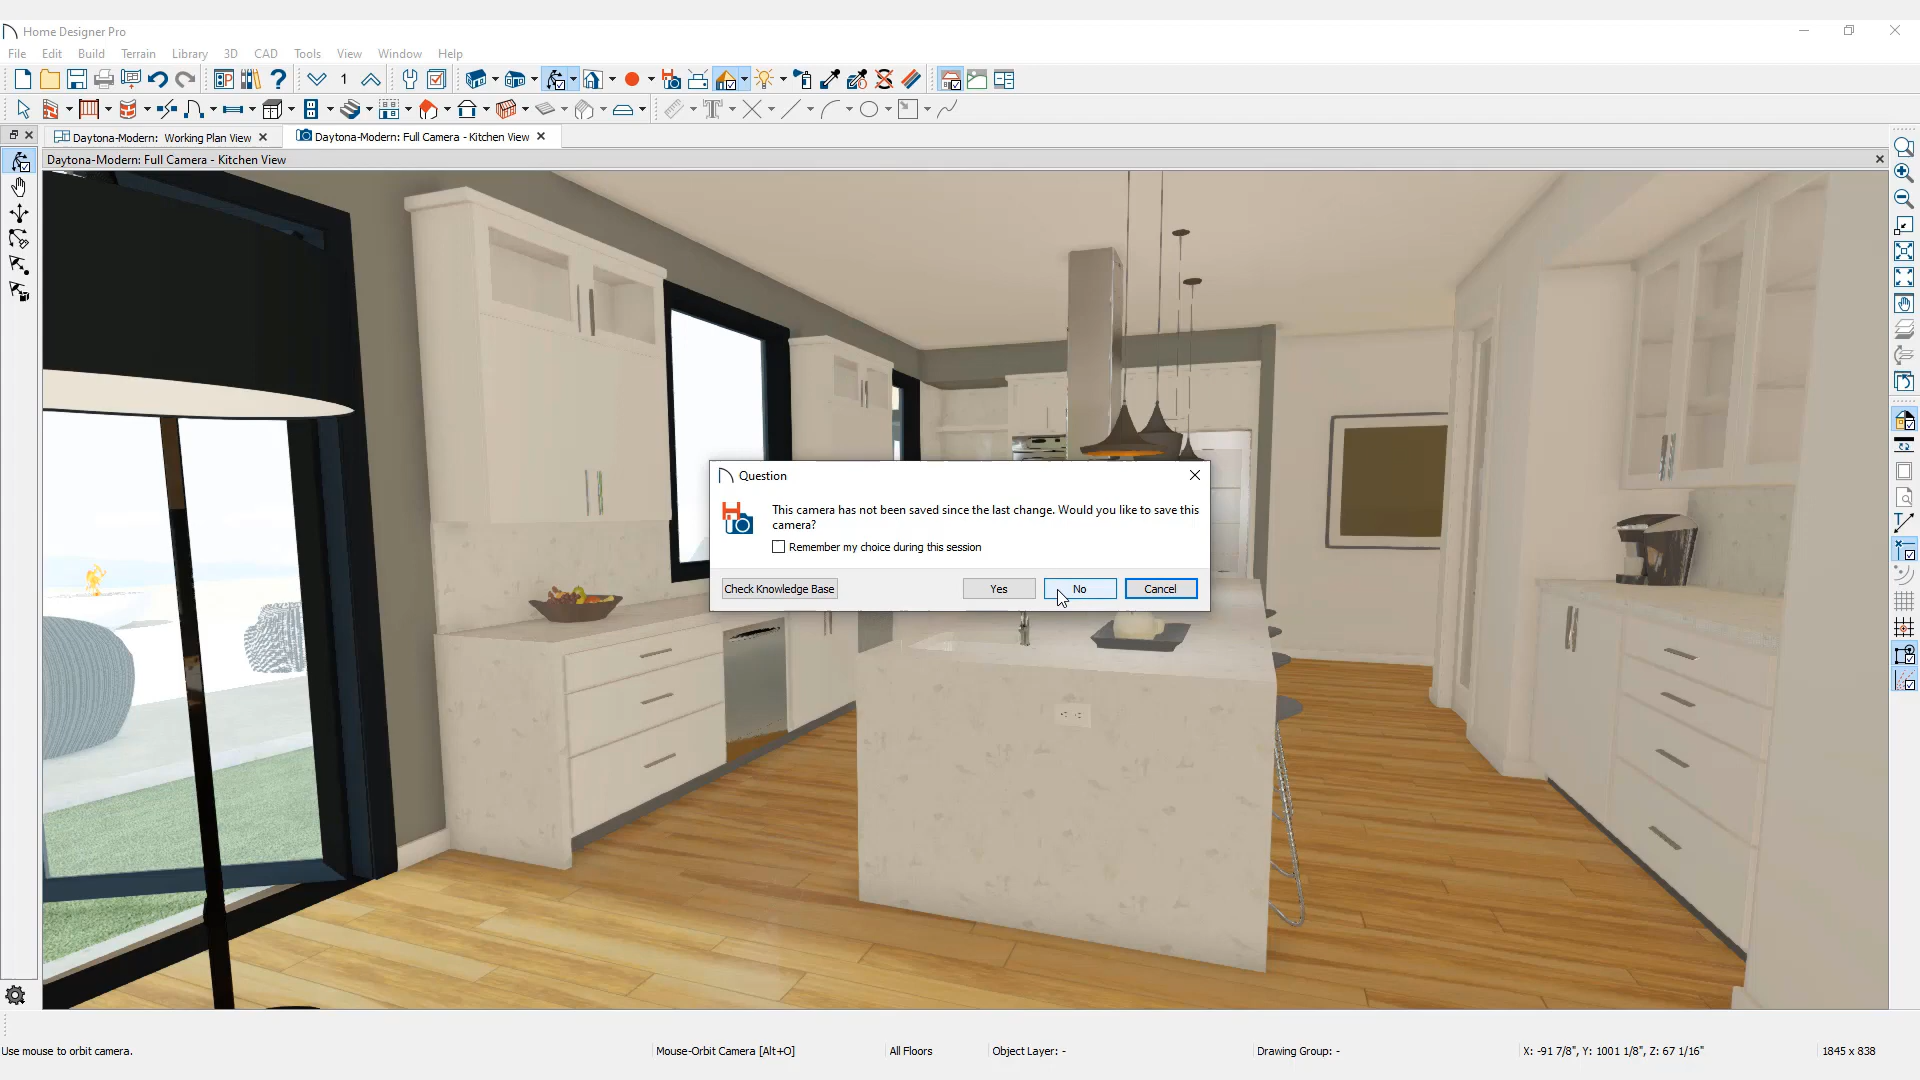 Home Designer Pro
File Edit Build Terrain Library 3D CAD Tools View Window Help
1
Daytona-Modern: Working Plan View
Daytona-Modern: Full Camera - Kitchen View
Daytona-Modern: Full Camera - Kitchen View
Question
This camera has not been saved since the last change. Would you like to save this
camera?
Remember my choice during this session
Check Knowledge Base
Yes
No
Cancel
Use mouse to orbit camera.
Mouse-Orbit Camera [Alt+O]
All Floors
Object Layer: -
Drawing Group: -
X: -91 7/8", Y: 1001 1/8", Z: 67 1/16"
1845 x 838